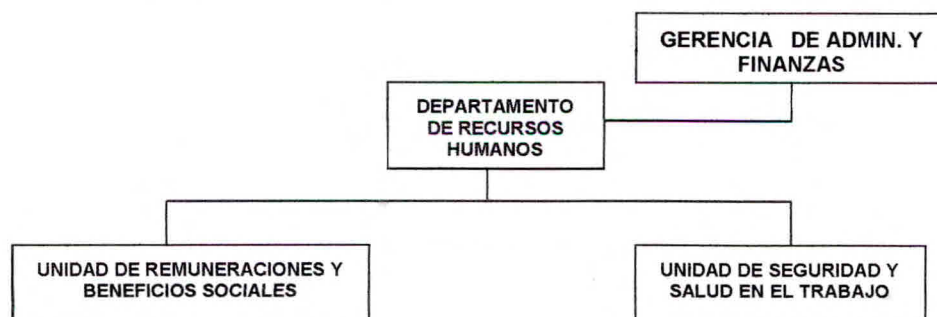 GERENCIA DE ADMIN. Y
FINANZAS
DEPARTAMENTO
DE RECURSOS
HUMANOS
UNIDAD DE REMUNERACIONES Y
BENEFICIOS SOCIALES
UNIDAD DE SEGURIDAD Y
SALUD EN EL TRABAJO